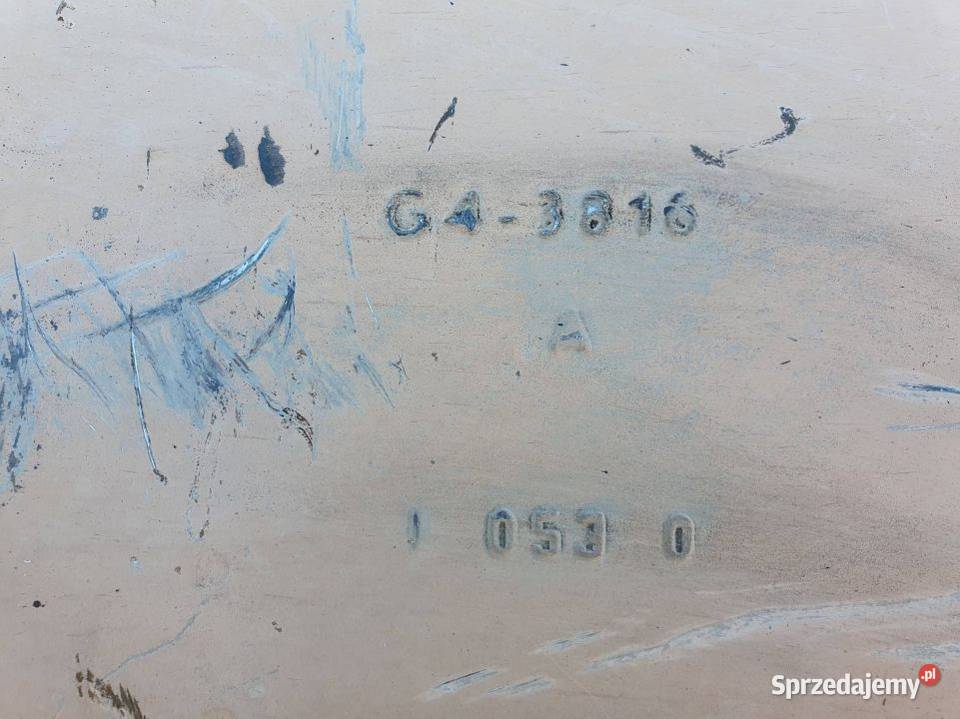 G4-3816
A
1 053 0
Sprzedajemy.pl